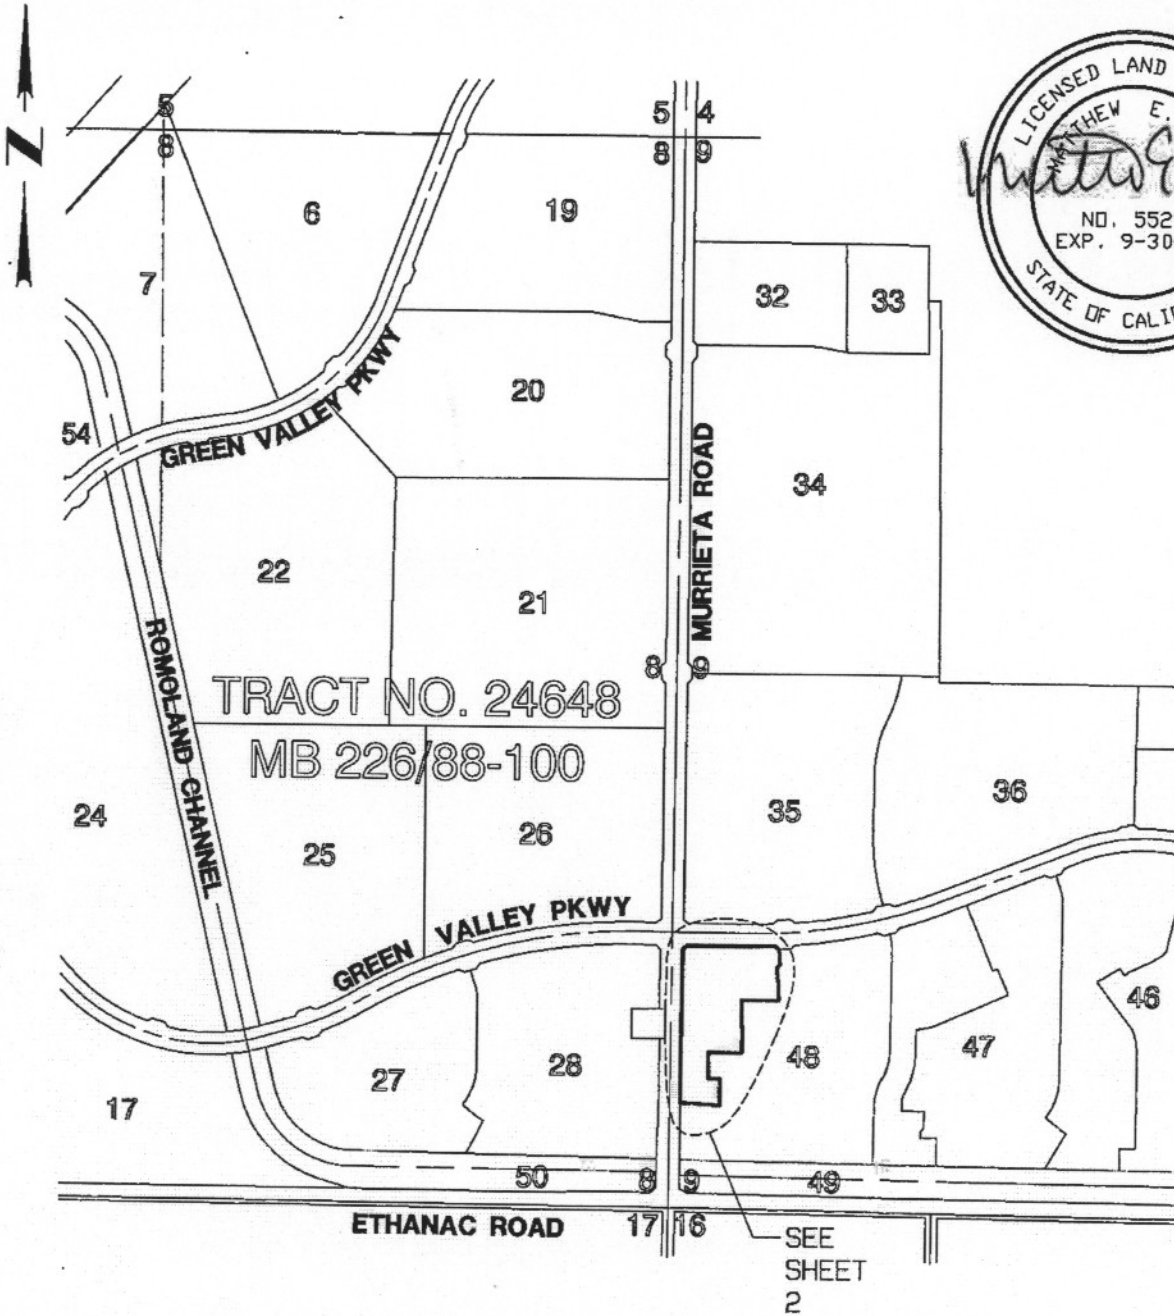 N
5
8
5 4
8 9
LICENSED LAND
MATTHEW E.
NO. 552
EXP. 9-30
STATE OF CALIF
6
19
7
32
33
20
GREEN VALLEY PKWY
54
MURRIETA ROAD
34
22
21
ROMOLAND CHANNEL
8 9
TRACT NO. 24648
MB 226/88-100
24
25
26
35
36
GREEN VALLEY PKWY
46
47
48
27
28
17
50
8 9
49
ETHANAC ROAD
17 16
SEE
SHEET
2